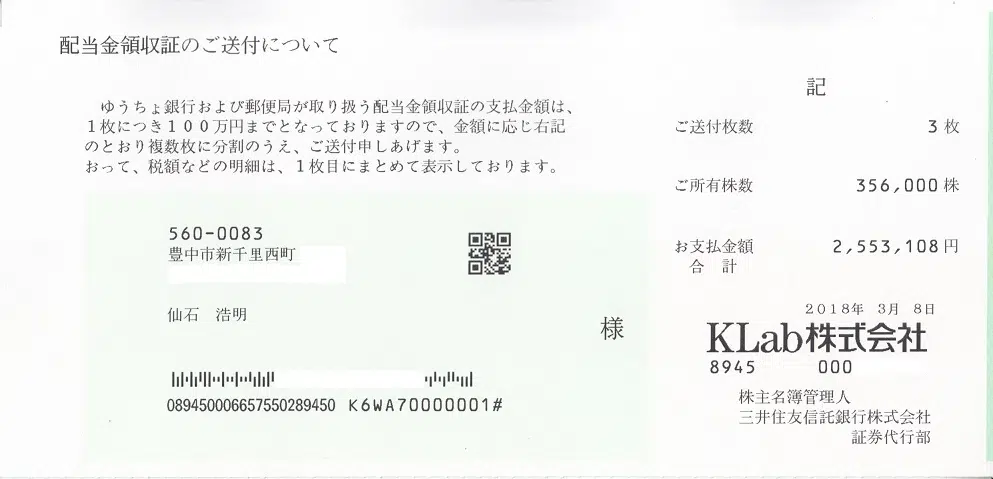 配当金領収証のご送付について
ゆうちょ銀行および郵便局が取り扱う配当金領収証の支払金額は、
１枚につき１００万円までとなっておりますので、金額に応じ右記
のとおり複数枚に分割のうえ、ご送付申しあげます。
おって、税額などの明細は、１枚目にまとめて表示しております。
560-0083
豊中市新千里西町
仙石　浩明
様
089450006657550289450 K6WA70000001#
記
ご送付枚数 3 枚
ご所有株数 356,000 株
お支払金額 2,553,108 円
合　計
２０１８年　３月　８日
KLab株式会社
8945 000
株主名簿管理人
三井住友信託銀行株式会社
証券代行部